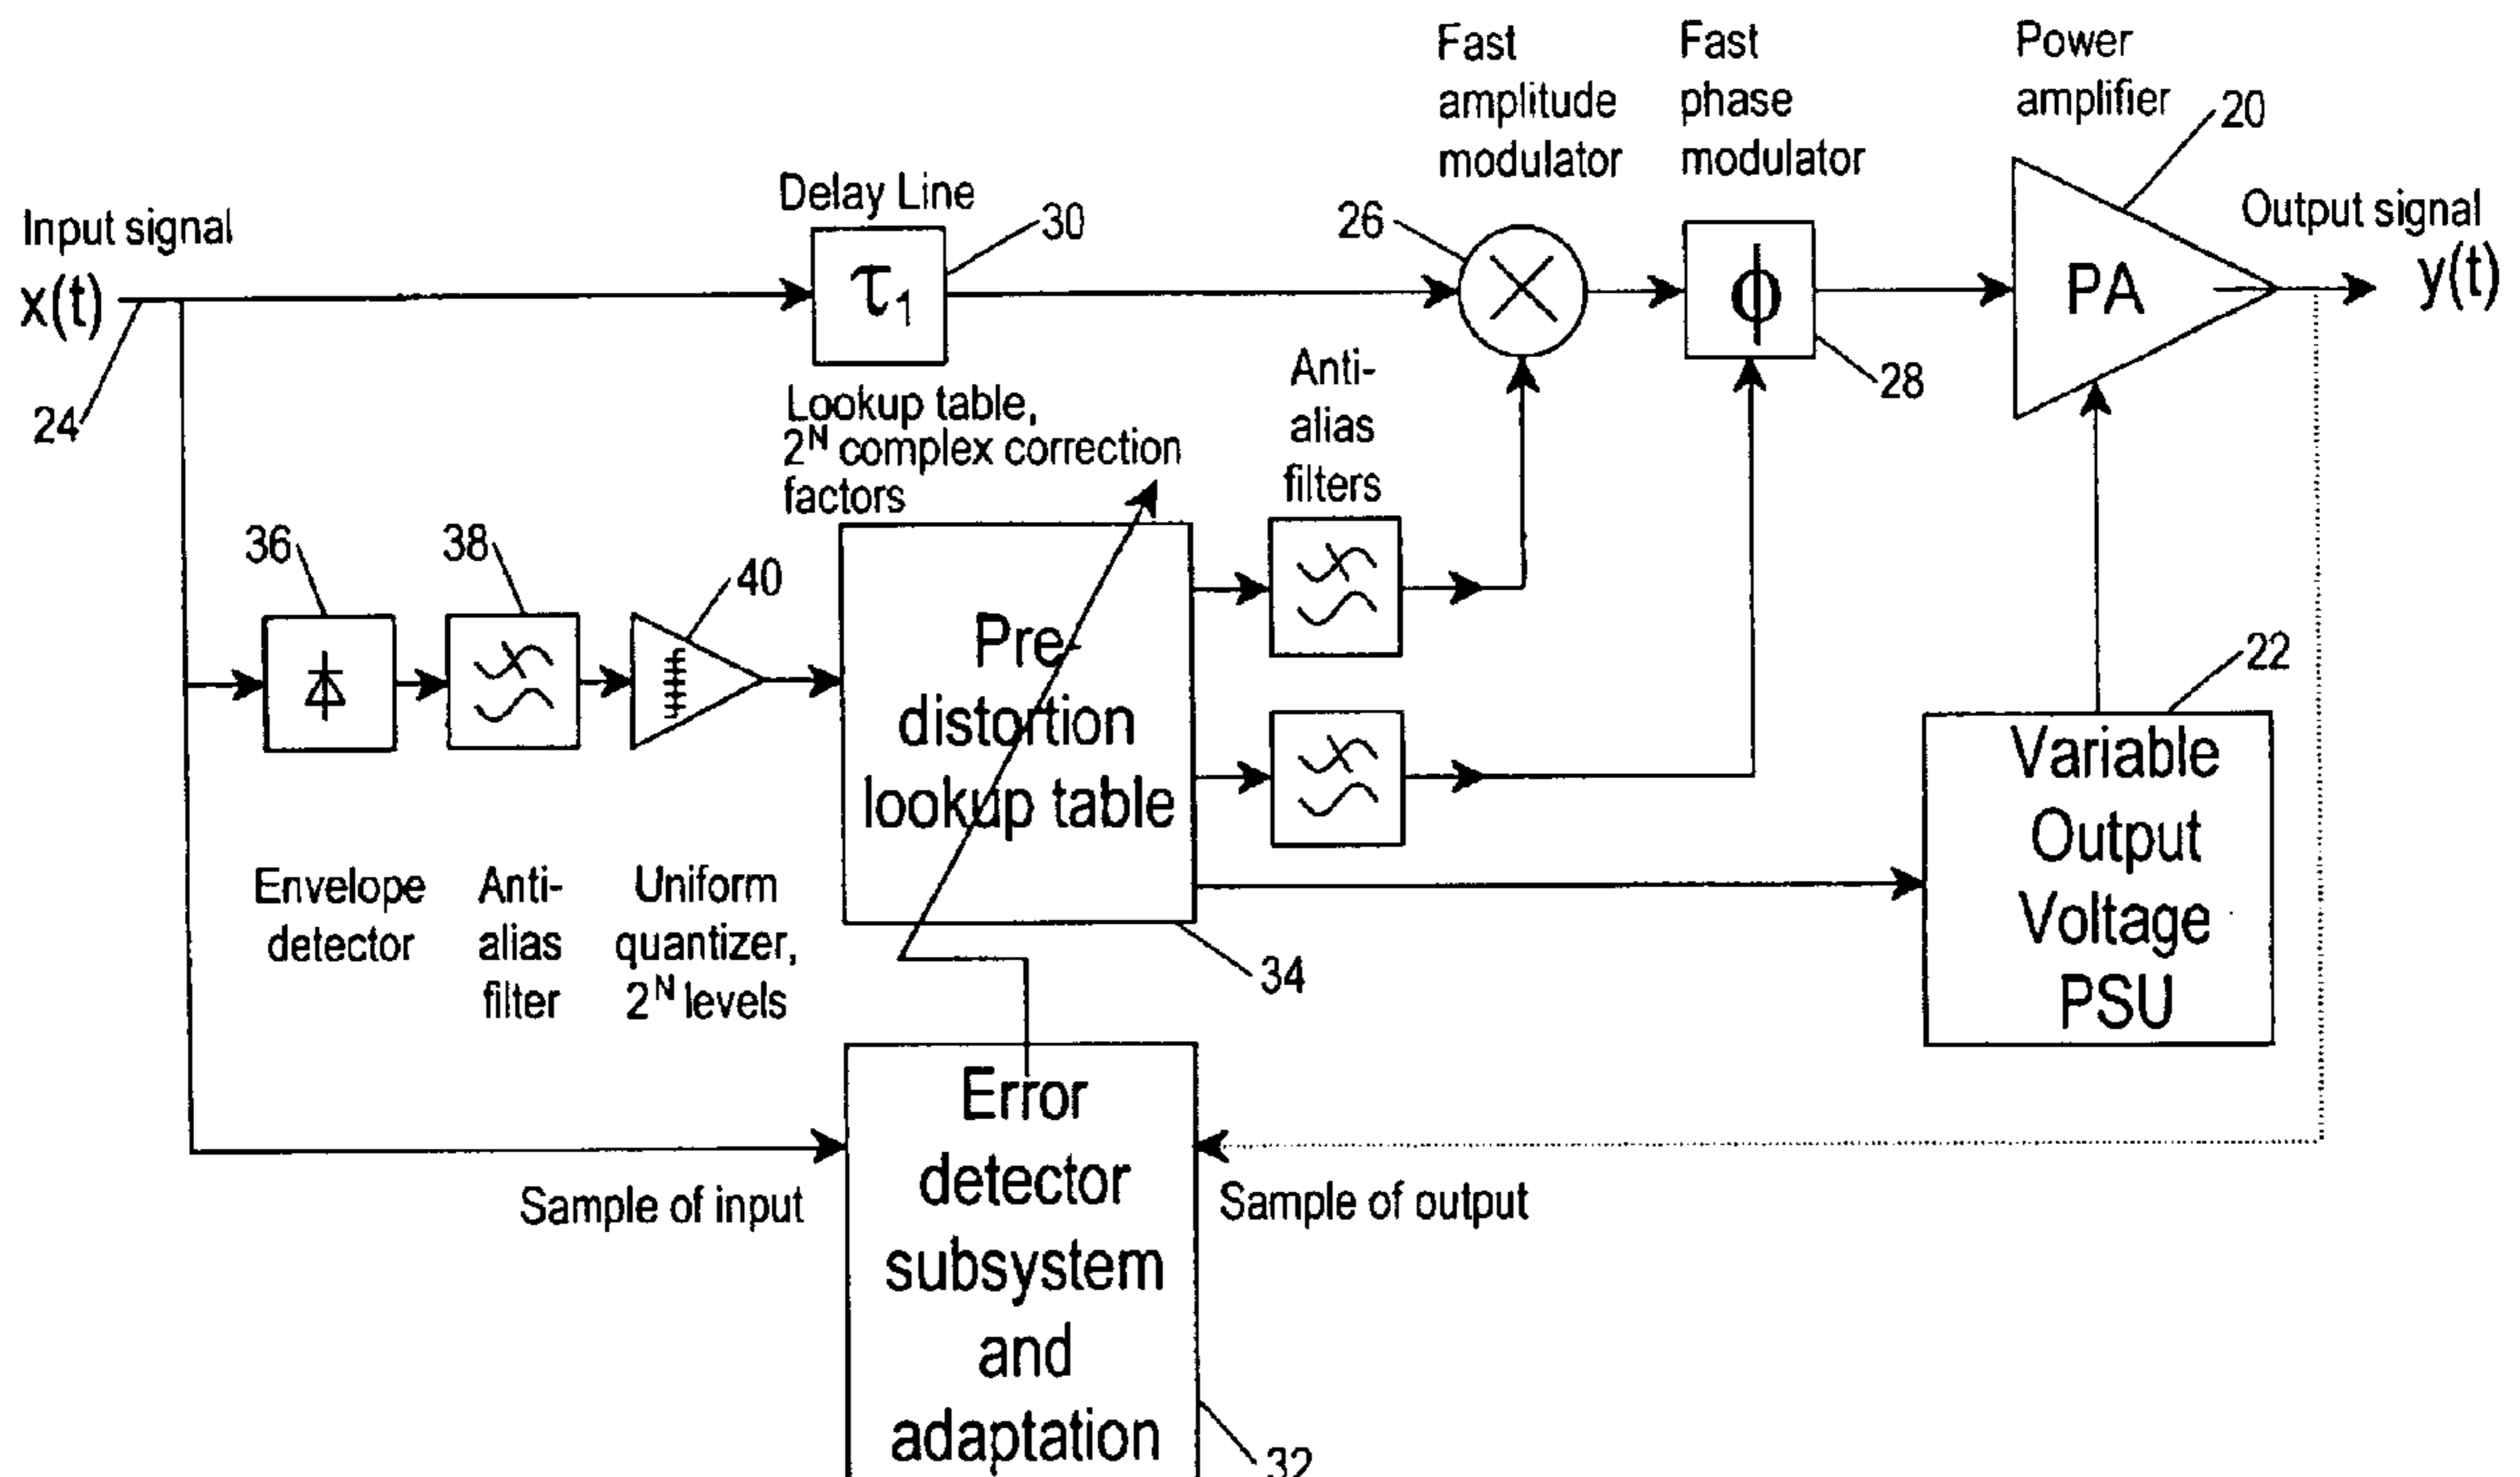 Fast
amplitude
modulator
Fast
phase
modulator
Power
amplifier
20
Delay Line
30
26
Input signal
x(t)
24
τ1
ϕ
28
PA
Output signal
y(t)
Lookup table,
2^N complex correction
factors
Anti-
alias
filters
36
38
40
Pre-
distortion
lookup table
22
Variable
Output
Voltage
PSU
Envelope
detector
Anti-
alias
filter
Uniform
quantizer,
2^N levels
34
Sample of input
Error
detector
subsystem
and
adaptation
Sample of output
32